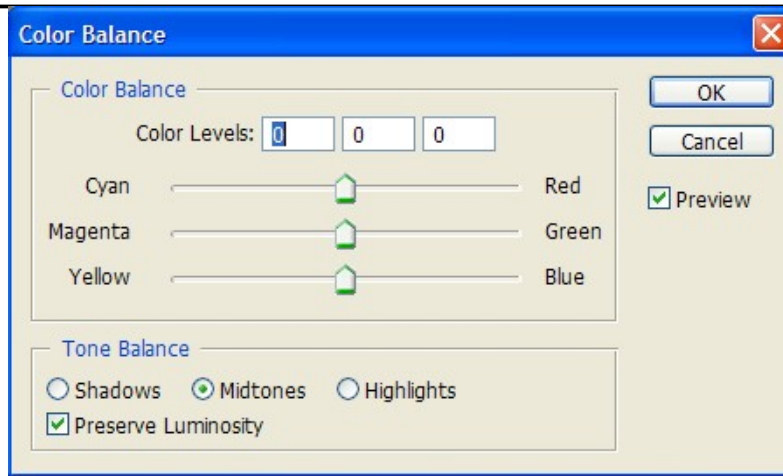 Color Balance
Color Balance
OK
Color Levels: 0 0 0
Cancel
Cyan Red
Preview
Magenta Green
Yellow Blue
Tone Balance
Shadows Midtones Highlights
Preserve Luminosity